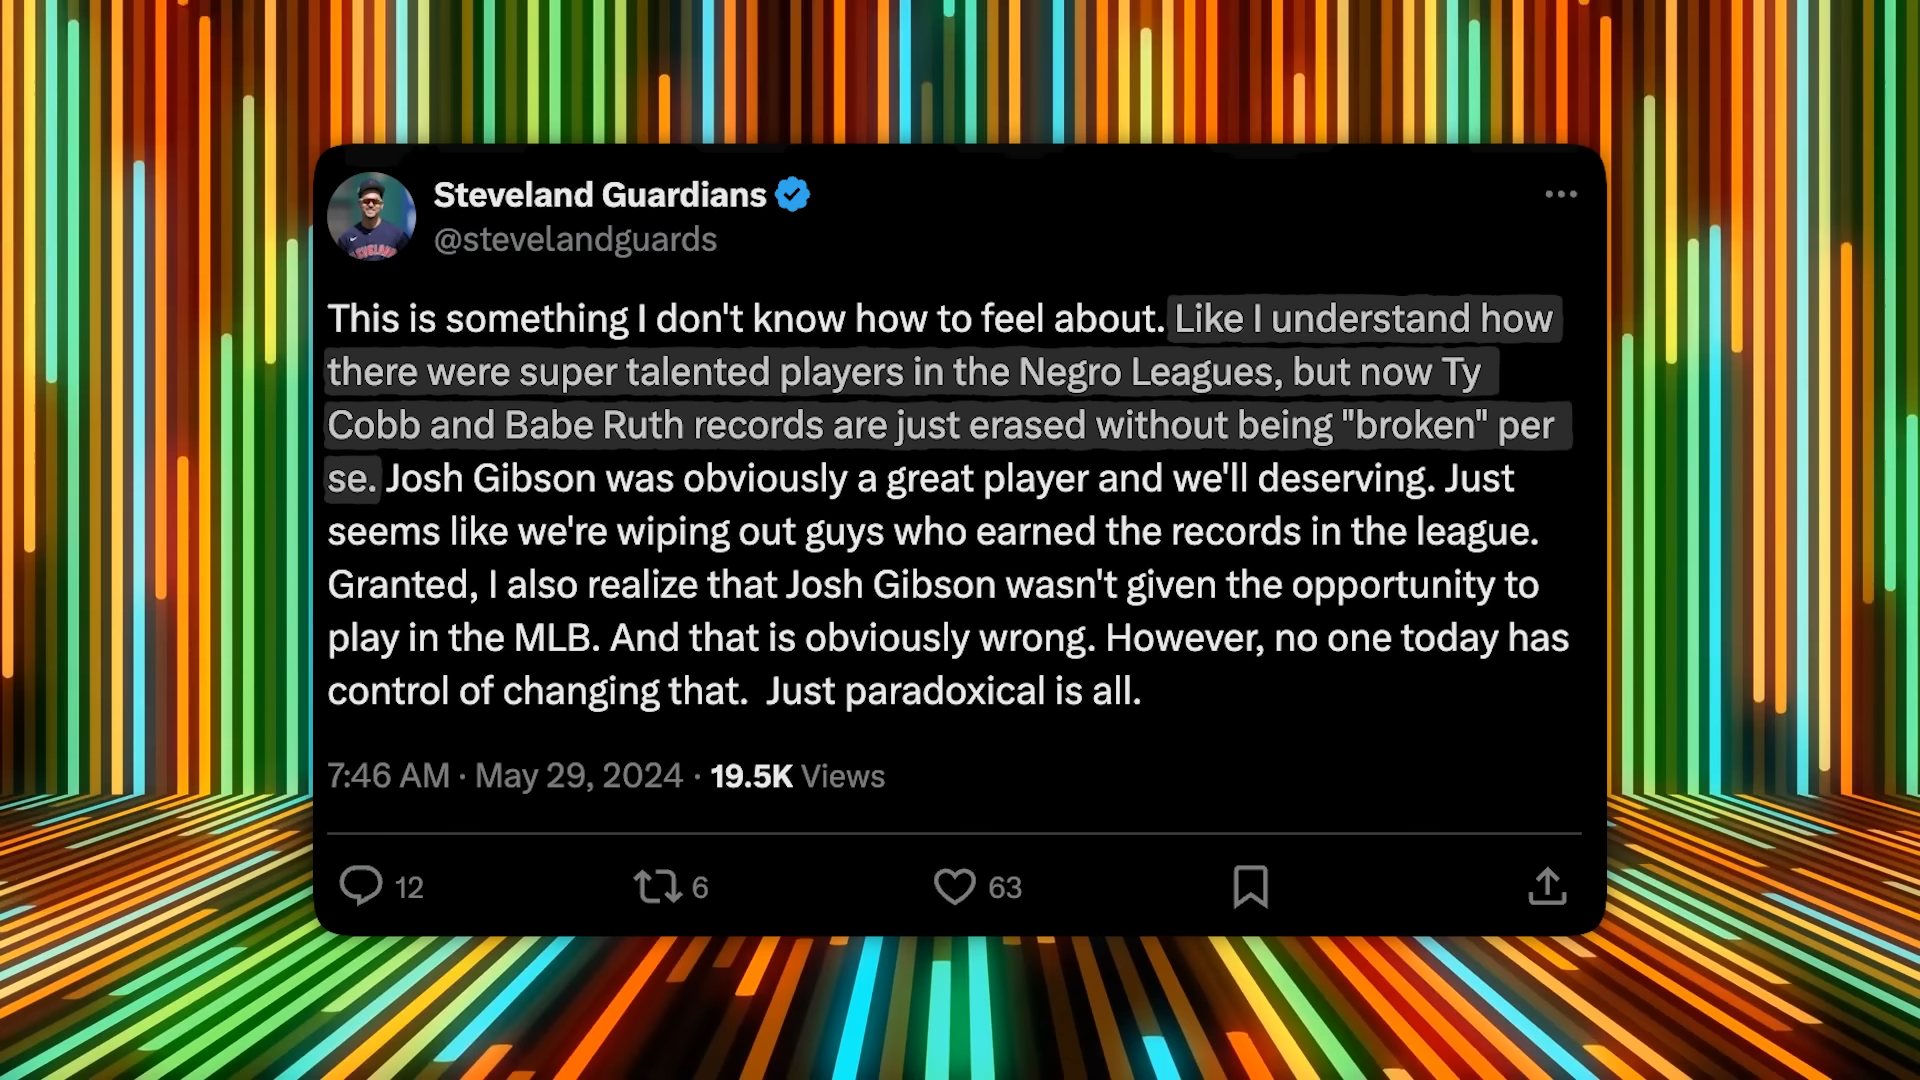 Steveland Guardians
@stevelandguards
This is something I don't know how to feel about. Like I understand how
there were super talented players in the Negro Leagues, but now Ty
Cobb and Babe Ruth records are just erased without being "broken" per
se. Josh Gibson was obviously a great player and we'll deserving. Just
seems like we're wiping out guys who earned the records in the league.
Granted, I also realize that Josh Gibson wasn't given the opportunity to
play in the MLB. And that is obviously wrong. However, no one today has
control of changing that.  Just paradoxical is all.
7:46 AM · May 29, 2024 · 19.5K Views
12 6 63